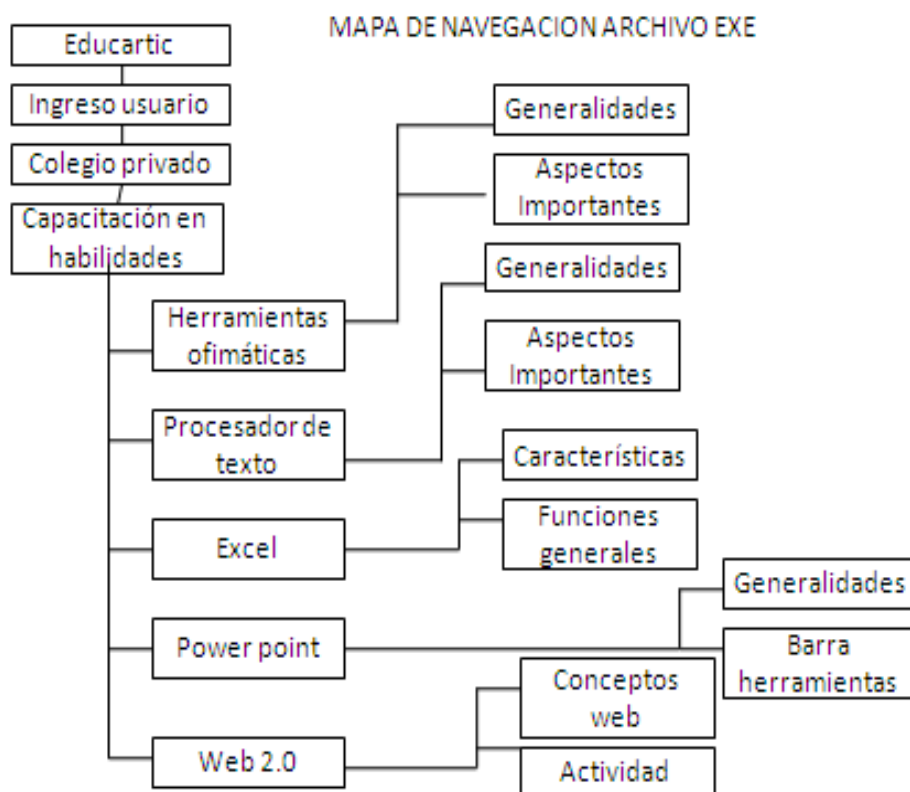 MAPA DE NAVEGACION ARCHIVO EXE
Educartic
Ingreso usuario
Colegio privado
Capacitación en
habilidades
Herramientas
ofimáticas
Generalidades
Aspectos
Importantes
Procesador de
texto
Generalidades
Aspectos
Importantes
Excel
Característícas
Funciones
generales
Power point
Generalidades
Barra
herramientas
Web 2.0
Conceptos
web
Actividad